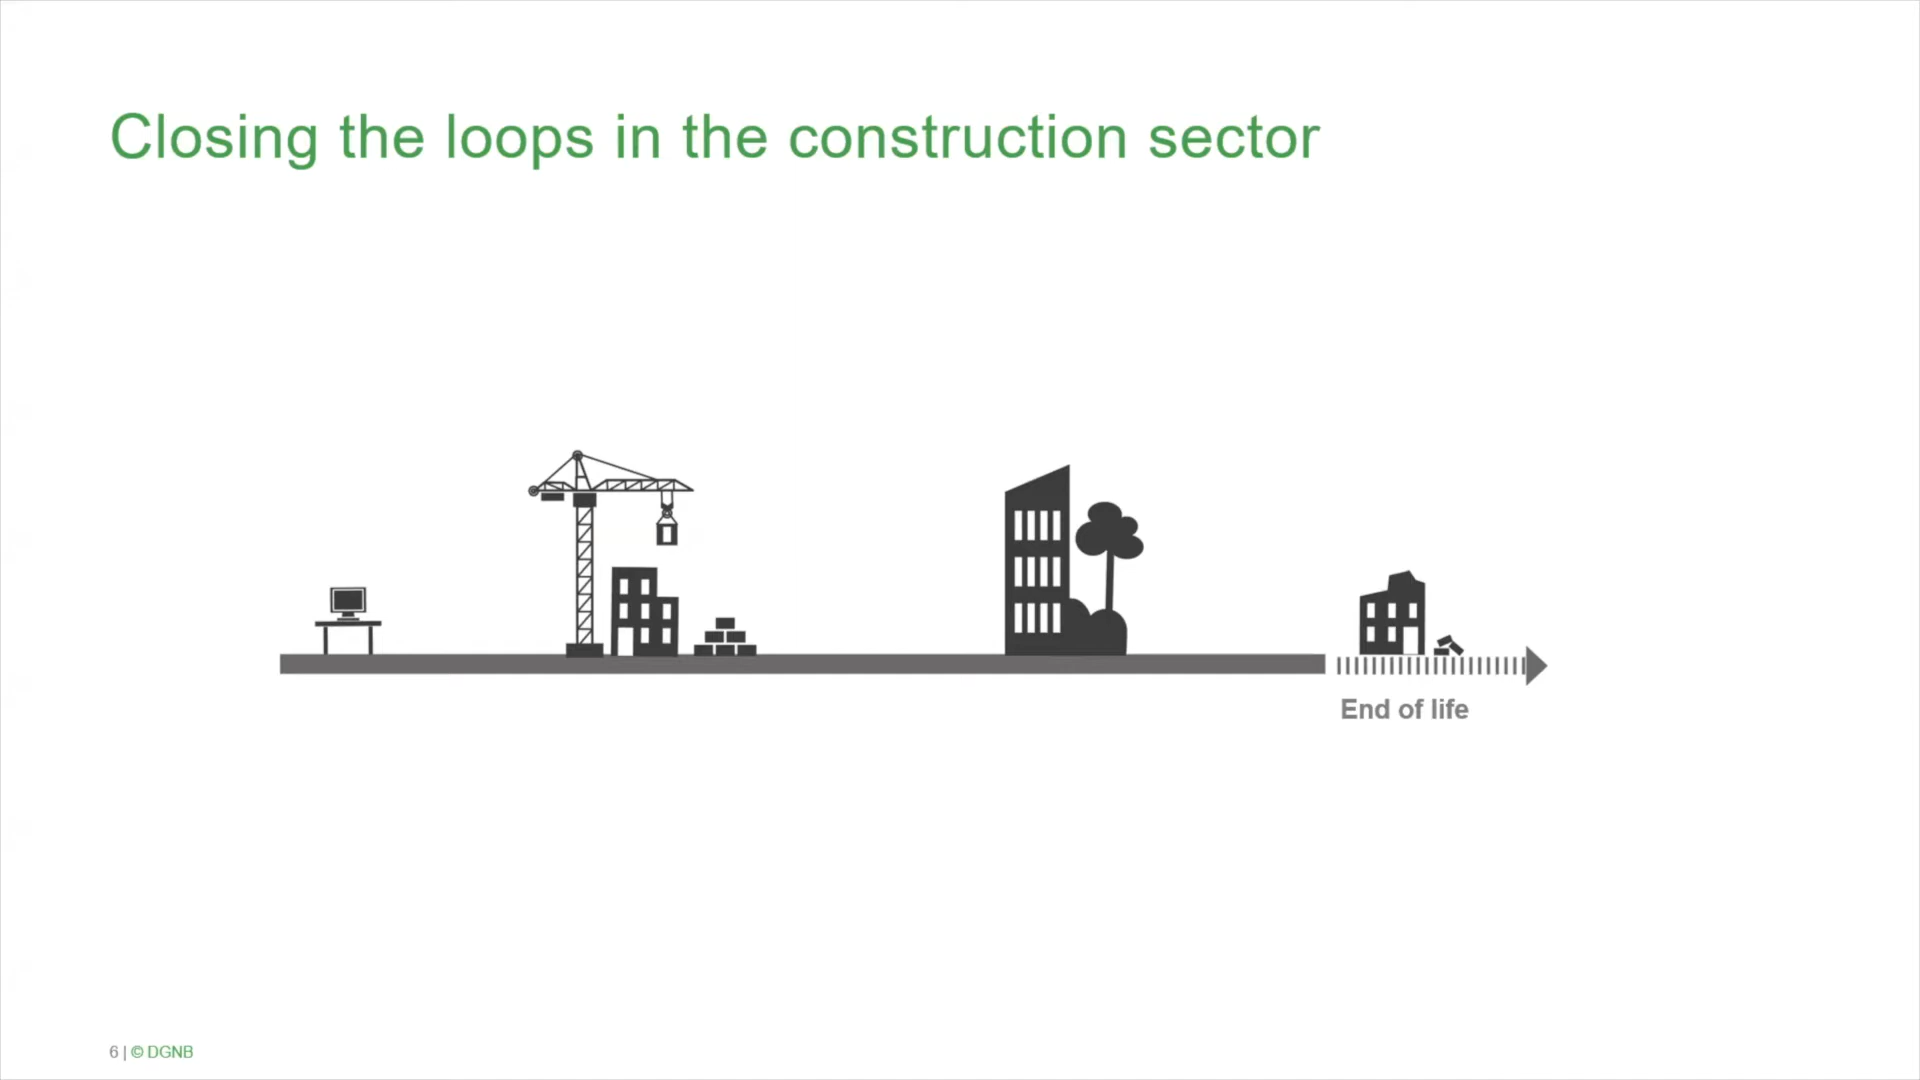 Closing the loops in the construction sector
End of life
6 | © DGNB